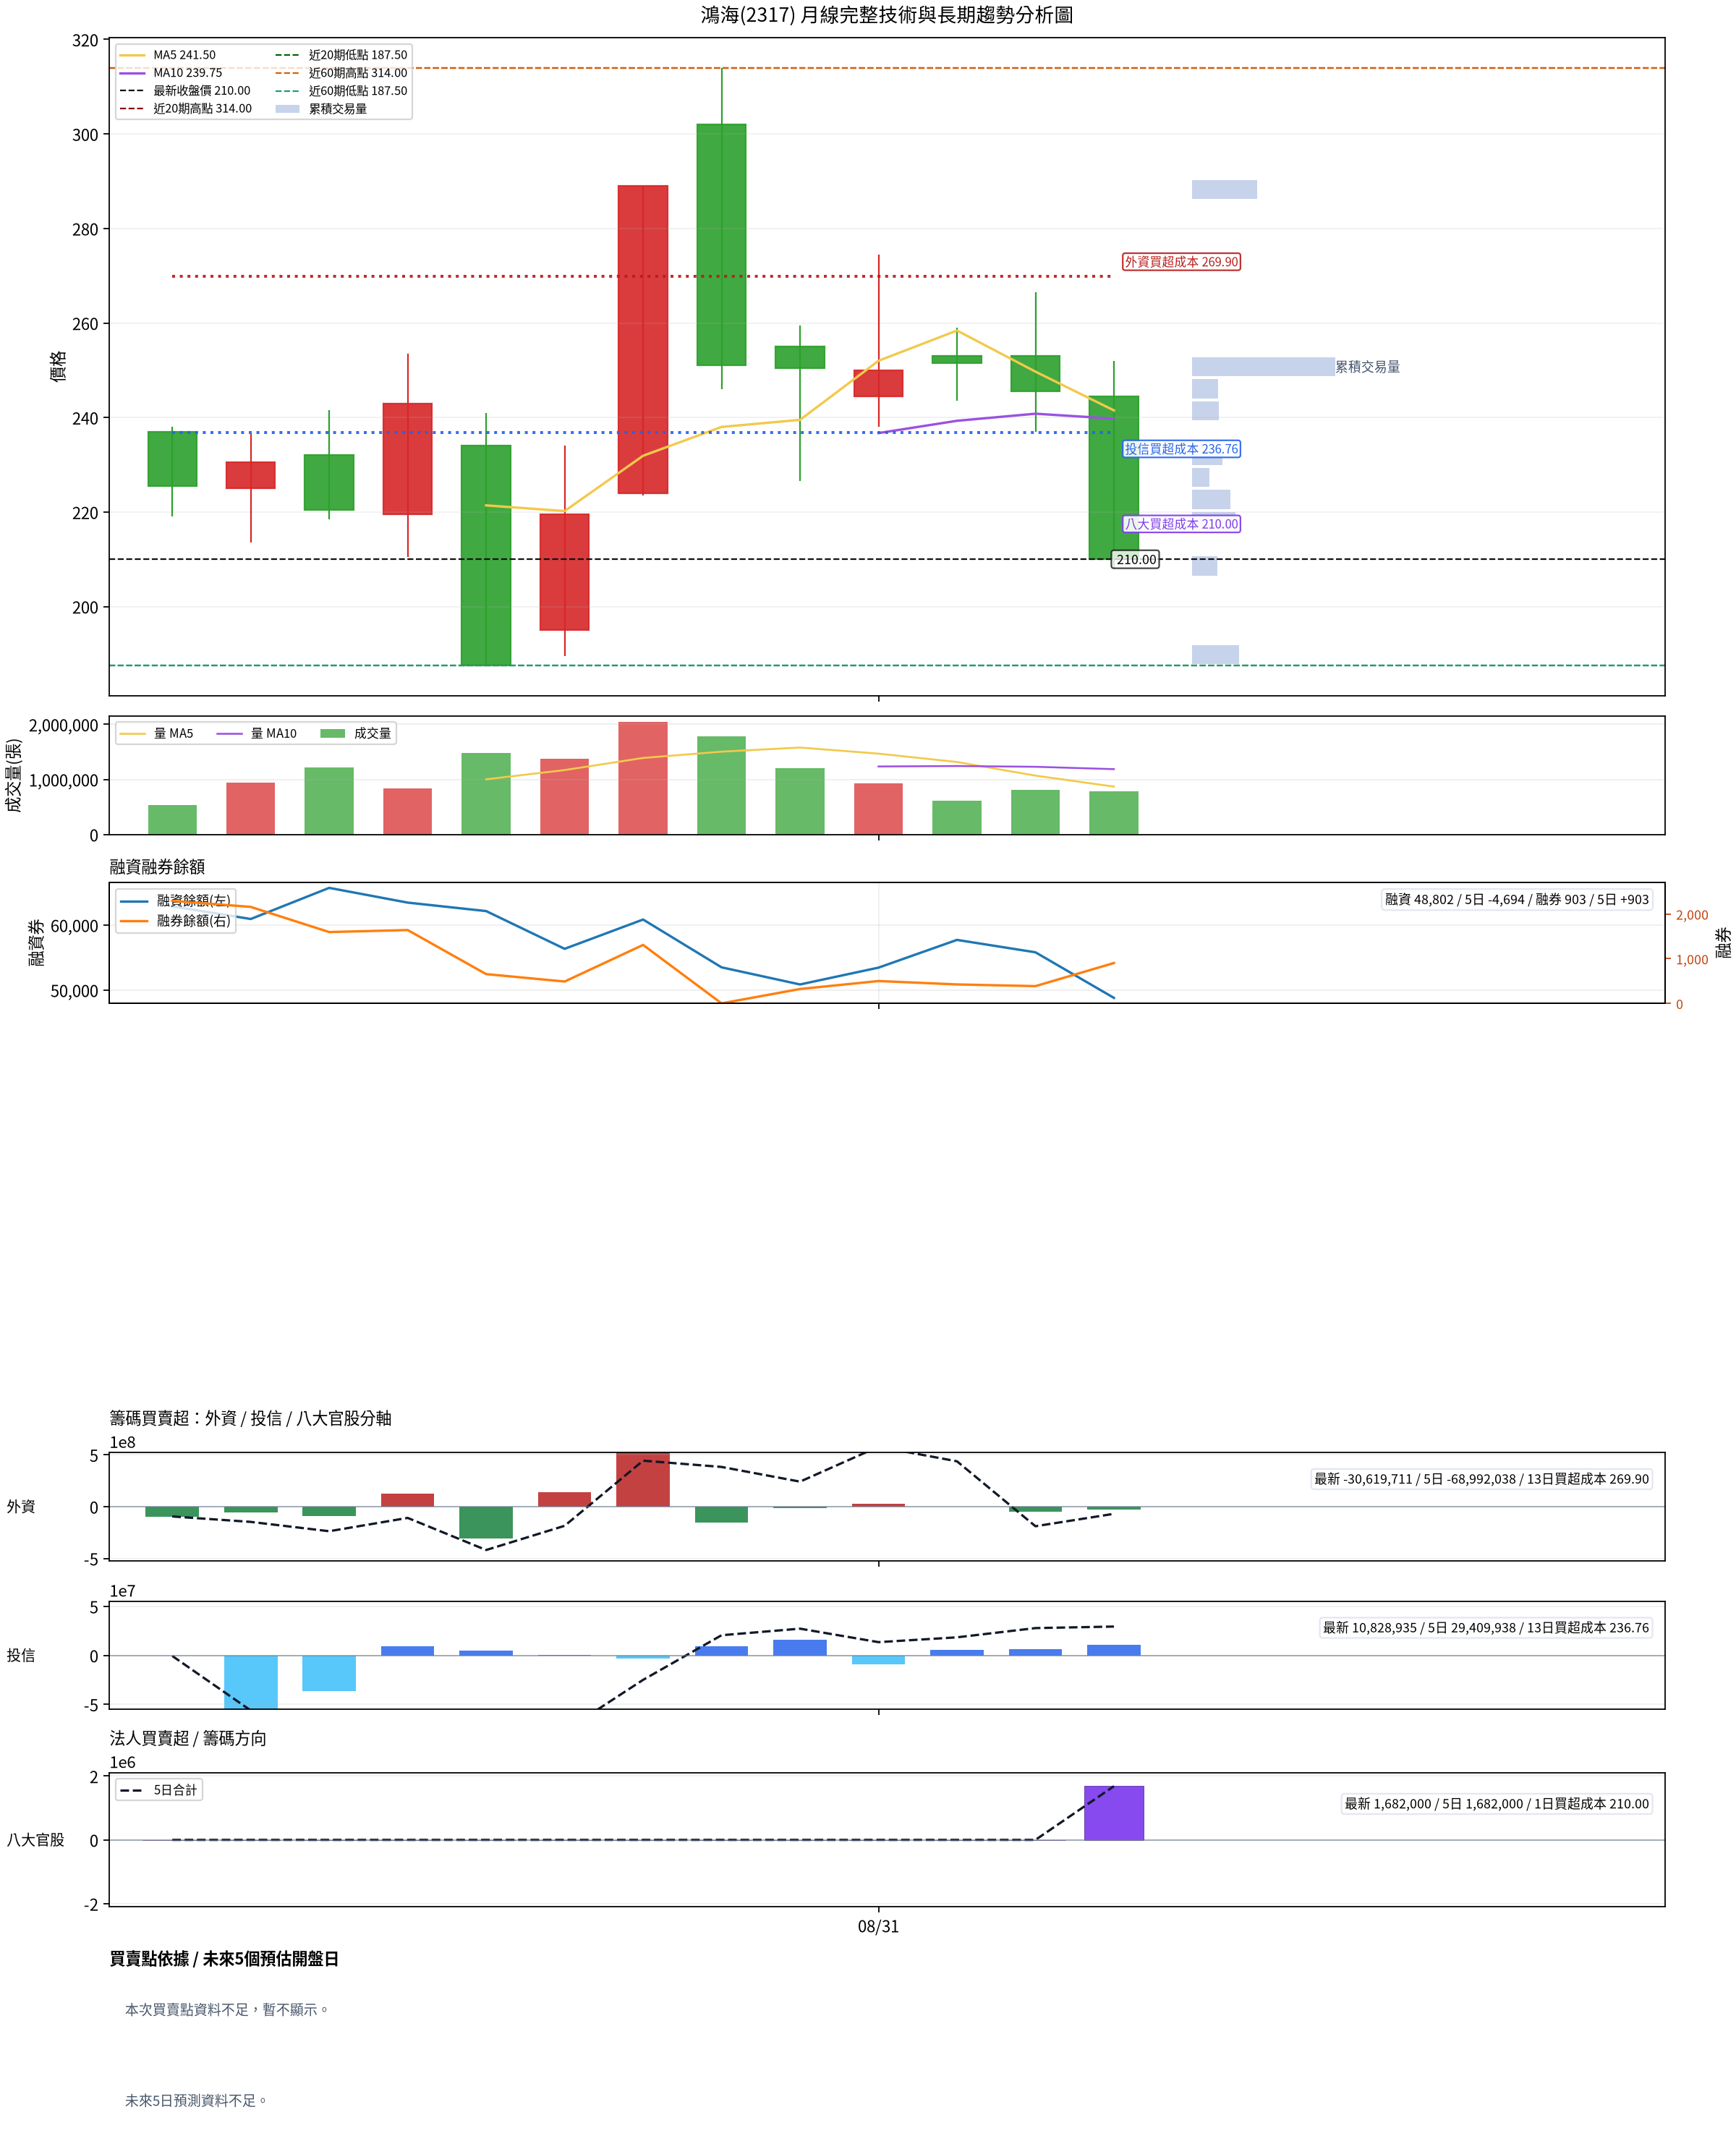 鴻海(2317) 月線完整技術與長期趨勢分析圖
320
300
280
260
240
220
200
價格
MA5 241.50
MA10 239.75
最新收盤價 210.00
近20期高點 314.00
近20期低點 187.50
近60期高點 314.00
近60期低點 187.50
累積交易量
外資買超成本 269.90
累積交易量
投信買超成本 236.76
八大買超成本 210.00
210.00
2,000,000
1,000,000
0
成交量(張)
量 MA5
量 MA10
成交量
融資融券餘額
60,000
50,000
融資券
融資餘額(左)
融券餘額(右)
融資 48,802 / 5日 -4,694 / 融券 903 / 5日 +903
2,000
1,000
0
融券
籌碼買賣超：外資 / 投信 / 八大官股分軸
1e8
5
0
-5
外資
最新 -30,619,711 / 5日 -68,992,038 / 13日買超成本 269.90
1e7
5
0
-5
投信
最新 10,828,935 / 5日 29,409,938 / 13日買超成本 236.76
法人買賣超 / 籌碼方向
1e6
2
0
-2
八大官股
5日合計
最新 1,682,000 / 5日 1,682,000 / 1日買超成本 210.00
08/31
買賣點依據 / 未來5個預估開盤日
本次買賣點資料不足，暫不顯示。
未來5日預測資料不足。